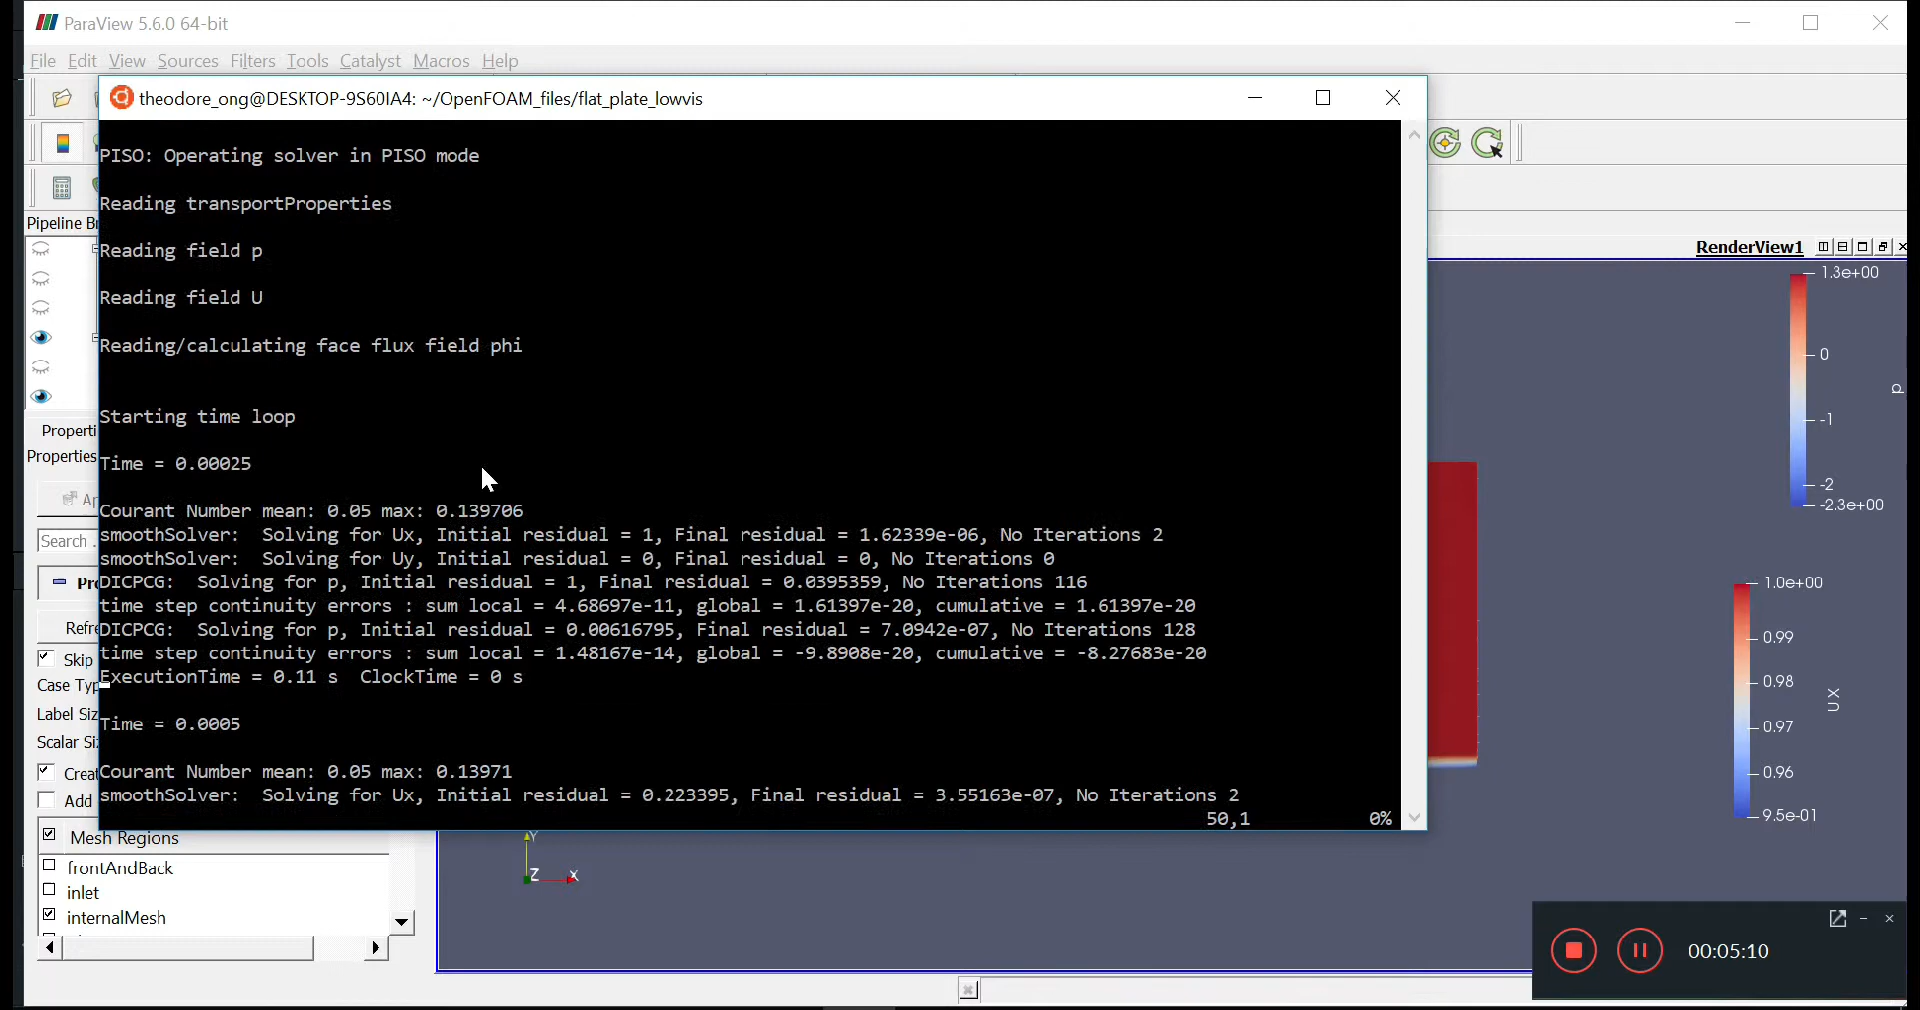 ParaView 5.6.0 64-bit
File Edit View Sources Filters Tools Catalyst Macros Help
theodore_ong@DESKTOP-9S60IA4: ~/OpenFOAM_files/flat_plate_lowvis
PISO: Operating solver in PISO mode
Reading transportProperties
Reading field p
Reading field U
Reading/calculating face flux field phi
Starting time loop
Time = 0.00025
Courant Number mean: 0.05 max: 0.139706
smoothSolver:  Solving for Ux, Initial residual = 1, Final residual = 1.62339e-06, No Iterations 2
smoothSolver:  Solving for Uy, Initial residual = 0, Final residual = 0, No Iterations 0
DICPCG:  Solving for p, Initial residual = 1, Final residual = 0.0395359, No Iterations 116
time step continuity errors : sum local = 4.68697e-11, global = 1.61397e-20, cumulative = 1.61397e-20
DICPCG:  Solving for p, Initial residual = 0.00616795, Final residual = 7.0942e-07, No Iterations 128
time step continuity errors : sum local = 1.48167e-14, global = -9.8908e-20, cumulative = -8.27683e-20
ExecutionTime = 0.11 s  ClockTime = 0 s
Time = 0.0005
Courant Number mean: 0.05 max: 0.13971
smoothSolver:  Solving for Ux, Initial residual = 0.223395, Final residual = 3.55163e-07, No Iterations 2
50,1 0%
Pipeline Br
Properti
Properties
Ap
Search .
Pro
Refre
Skip
Case Typ
Label Siz
Scalar Siz
Creat
Add
Mesh Regions
frontAndBack
inlet
internalMesh
RenderView1
1.3e+00
0
-1
-2
-2.3e+00
p
1.0e+00
0.99
0.98
0.97
0.96
9.5e-01
UX
Y
Z X
00:05:10